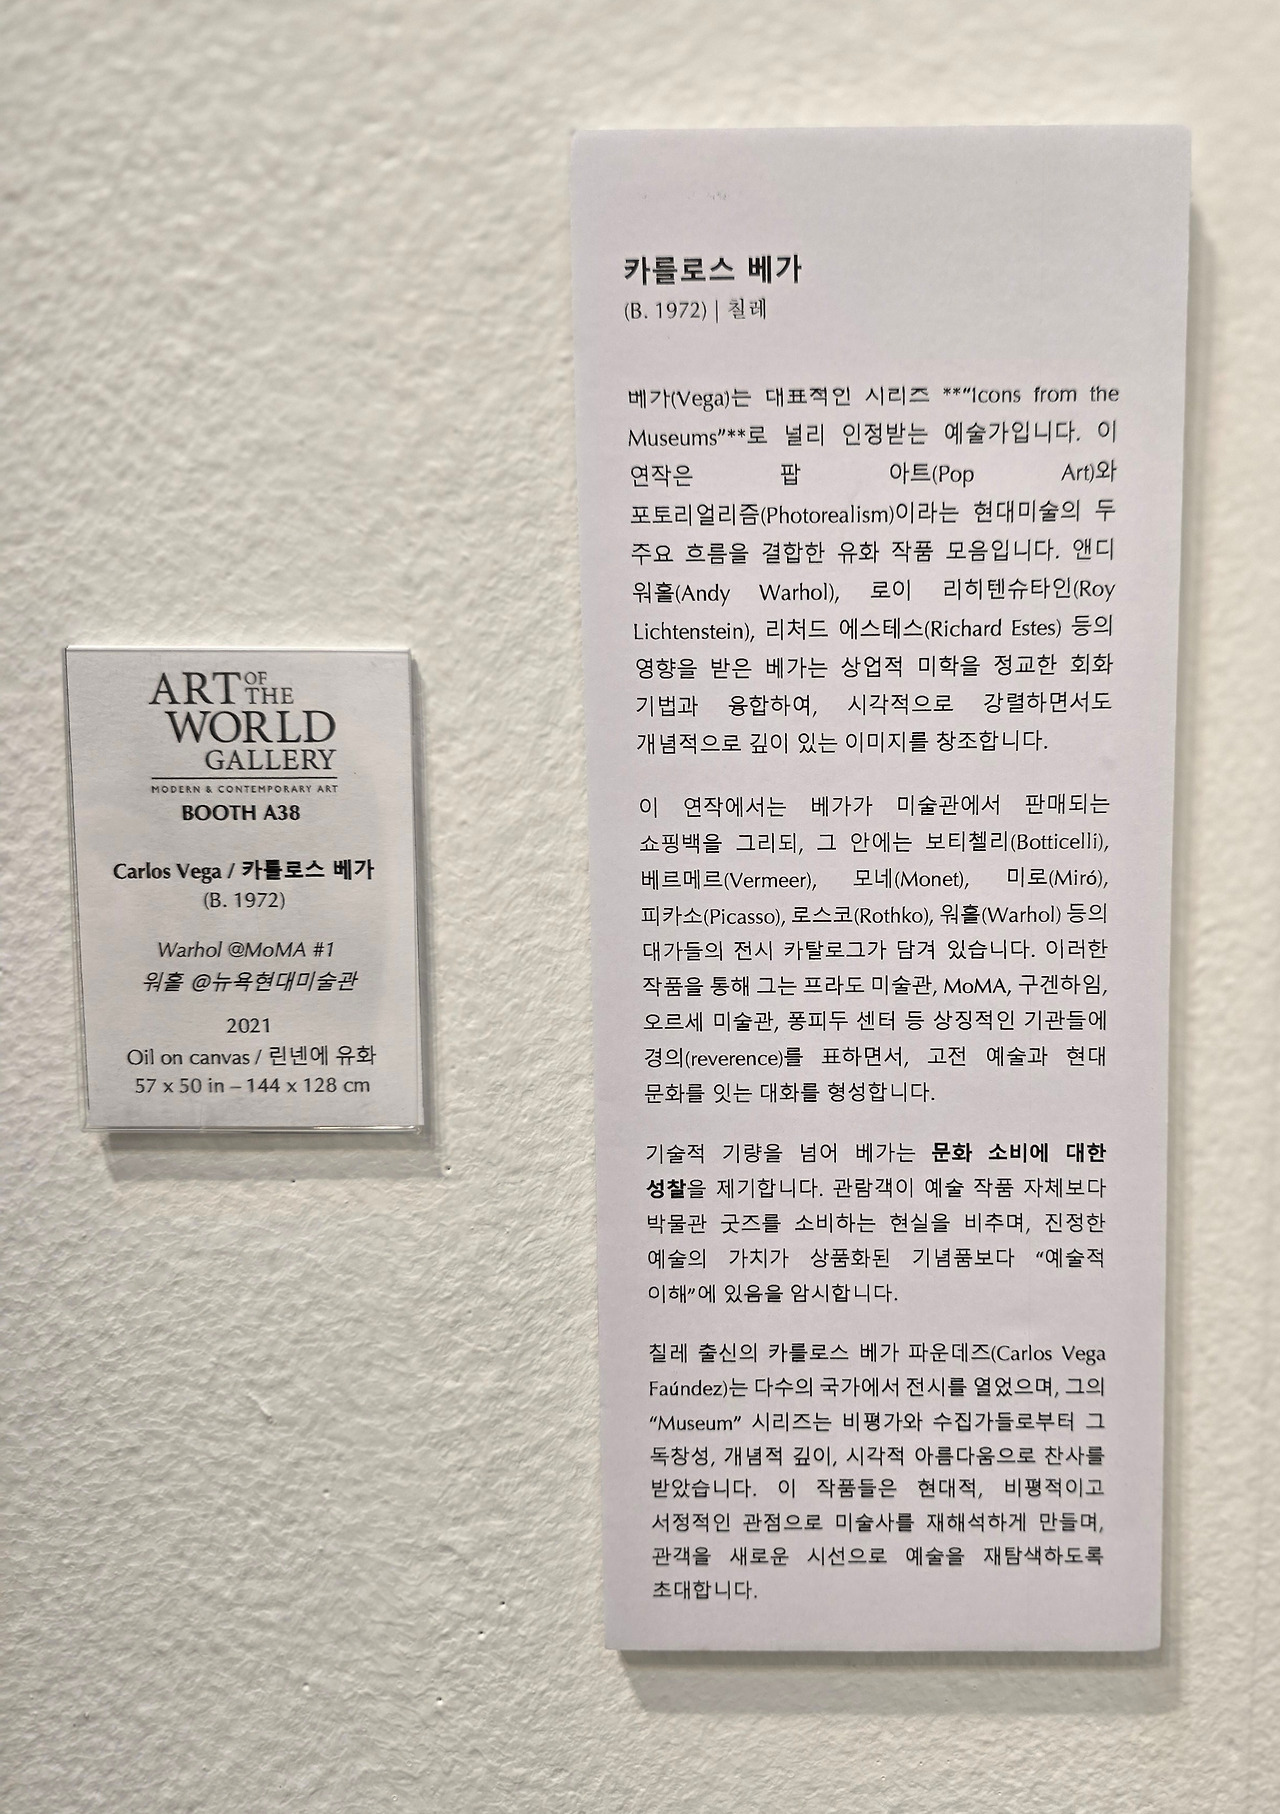 ART OF THE
WORLD
GALLERY
MODERN & CONTEMPORARY ART
BOOTH A38
Carlos Vega / 카를로스 베가
(B. 1972)
Warhol @MoMA #1
워홀 @뉴욕현대미술관
2021
Oil on canvas / 린넨에 유화
57 x 50 in – 144 x 128 cm
카를로스 베가
(B. 1972) | 칠레
베가(Vega)는 대표적인 시리즈 **“Icons from the
Museums”**로 널리 인정받는 예술가입니다. 이
연작은 팝 아트(Pop Art)와
포토리얼리즘(Photorealism)이라는 현대미술의 두
주요 흐름을 결합한 유화 작품 모음입니다. 앤디
워홀(Andy Warhol), 로이 리히텐슈타인(Roy
Lichtenstein), 리처드 에스테스(Richard Estes) 등의
영향을 받은 베가는 상업적 미학을 정교한 회화
기법과 융합하여, 시각적으로 강렬하면서도
개념적으로 깊이 있는 이미지를 창조합니다.
이 연작에서는 베가가 미술관에서 판매되는
쇼핑백을 그리되, 그 안에는 보티첼리(Botticelli),
베르메르(Vermeer), 모네(Monet), 미로(Miró),
피카소(Picasso), 로스코(Rothko), 워홀(Warhol) 등의
대가들의 전시 카탈로그가 담겨 있습니다. 이러한
작품을 통해 그는 프라도 미술관, MoMA, 구겐하임,
오르세 미술관, 퐁피두 센터 등 상징적인 기관들에
경의(reverence)를 표하면서, 고전 예술과 현대
문화를 잇는 대화를 형성합니다.
기술적 기량을 넘어 베가는 문화 소비에 대한
성찰을 제기합니다. 관람객이 예술 작품 자체보다
박물관 굿즈를 소비하는 현실을 비추며, 진정한
예술의 가치가 상품화된 기념품보다 “예술적
이해”에 있음을 암시합니다.
칠레 출신의 카를로스 베가 파운데즈(Carlos Vega
Faúndez)는 다수의 국가에서 전시를 열었으며, 그의
“Museum” 시리즈는 비평가와 수집가들로부터 그
독창성, 개념적 깊이, 시각적 아름다움으로 찬사를
받았습니다. 이 작품들은 현대적, 비평적이고
서정적인 관점으로 미술사를 재해석하게 만들며,
관객을 새로운 시선으로 예술을 재탐색하도록
초대합니다.